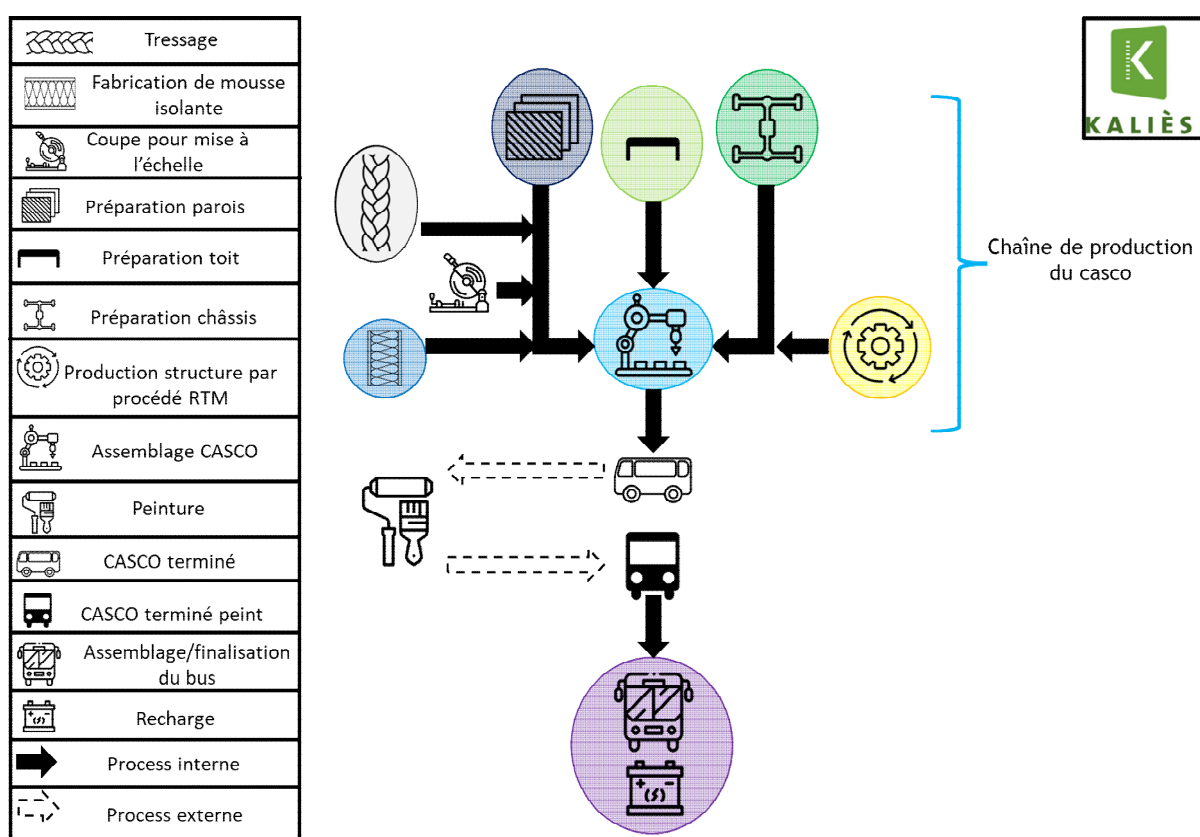 Tressage
Fabrication de mousse
isolante
Coupe pour mise à
l'échelle
Préparation parois
Préparation toit
Préparation châssis
Production structure par
procédé RTM
Assemblage CASCO
Peinture
CASCO terminé
CASCO terminé peint
Assemblage/finalisation
du bus
Recharge
Process interne
Process externe
KALIÈS
Chaîne de production
du casco